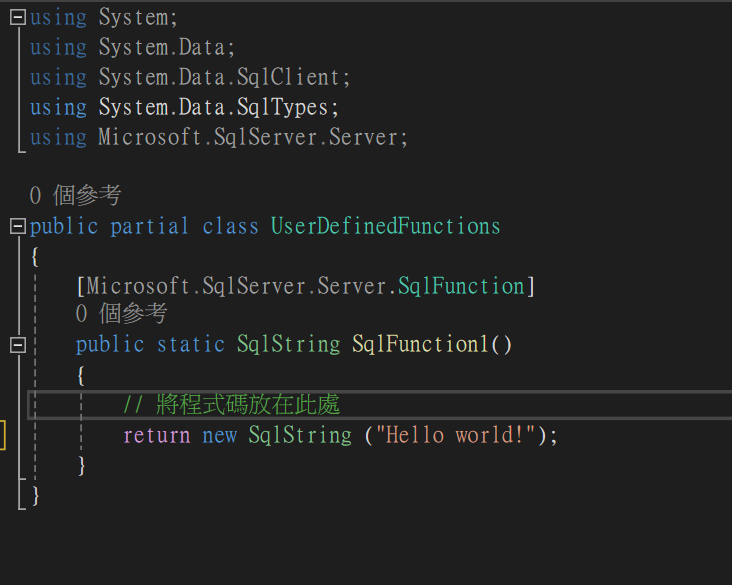 using System;
using System.Data;
using System.Data.SqlClient;
using System.Data.SqlTypes;
using Microsoft.SqlServer.Server;
0 個參考
public partial class UserDefinedFunctions
{
[Microsoft.SqlServer.Server.SqlFunction]
0 個參考
public static SqlString SqlFunction1()
{
// 將程式碼放在此處
return new SqlString ("Hello world!");
}
}